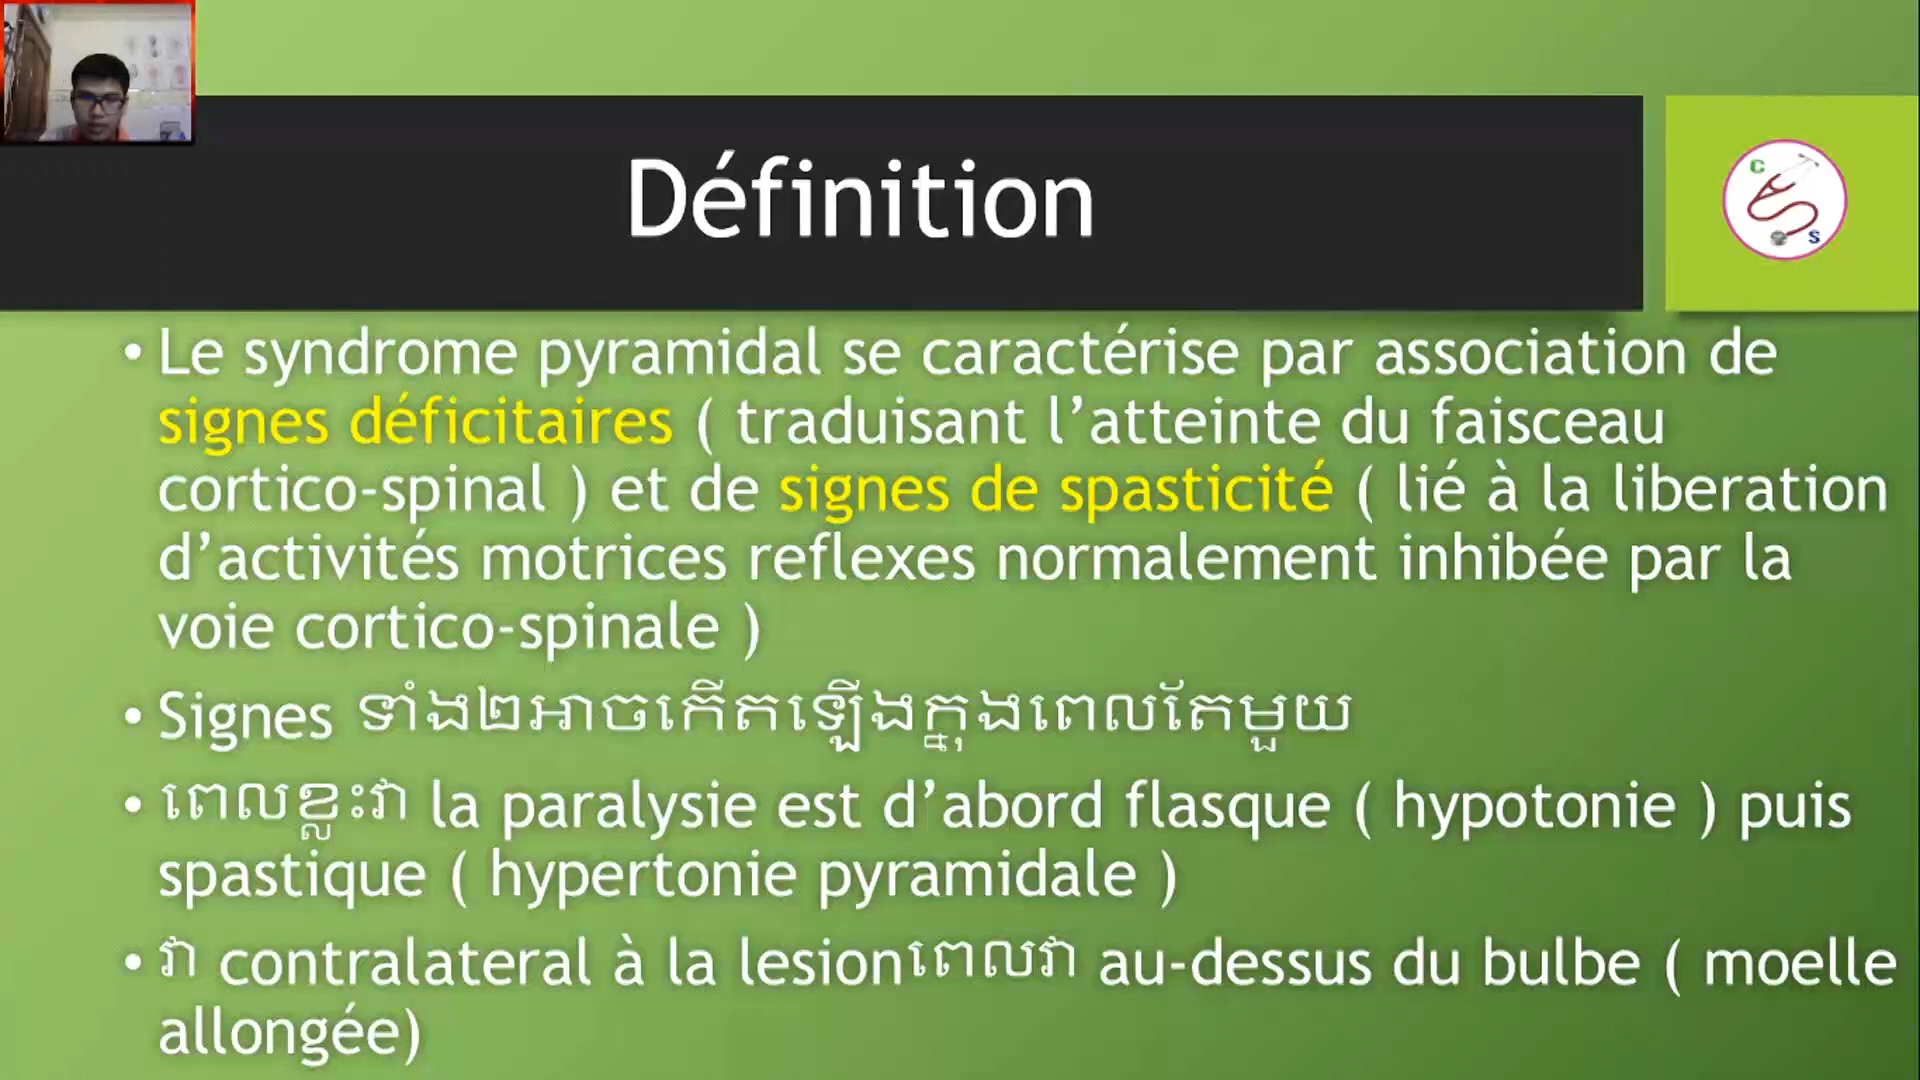 Définition
C
S
• Le syndrome pyramidal se caractérise par association de
signes déficitaires ( traduisant l’atteinte du faisceau
cortico-spinal ) et de signes de spasticité ( lié à la liberation
d’activités motrices reflexes normalement inhibée par la
voie cortico-spinale )
• Signes ទាំង២អាចកើតឡើងក្នុងពេលតែមួយ
• ពេលខ្លះវា la paralysie est d’abord flasque ( hypotonie ) puis
spastique ( hypertonie pyramidale )
• វា contralateral à la lesionពេលវា au-dessus du bulbe ( moelle
allongée)